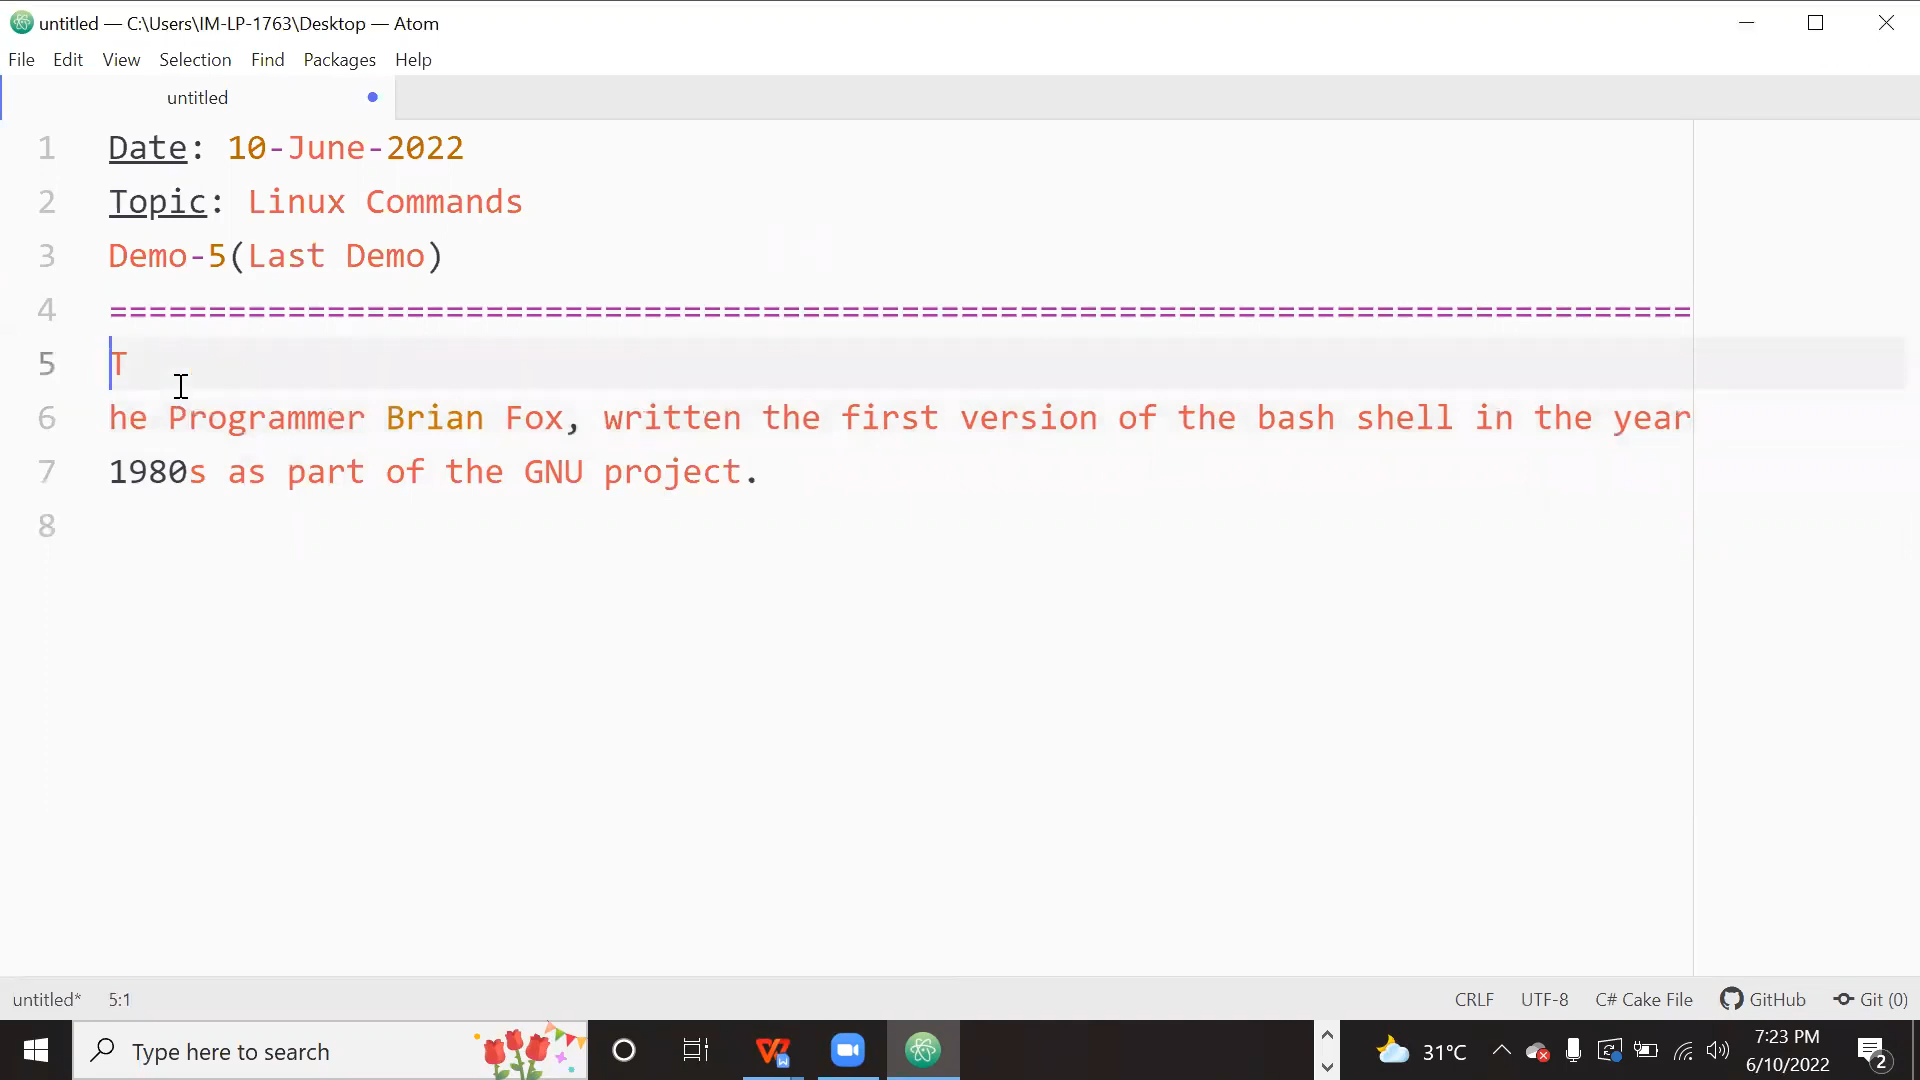 untitled — C:\Users\IM-LP-1763\Desktop — Atom
File Edit View Selection Find Packages Help
untitled
1 Date: 10-June-2022
2 Topic: Linux Commands
3 Demo-5(Last Demo)
4 ================================================================================
5 T
6 he Programmer Brian Fox, written the first version of the bash shell in the year
7 1980s as part of the GNU project.
8
untitled* 5:1 CRLF UTF-8 C# Cake File GitHub Git (0)
Type here to search 31°C 7:23 PM
6/10/2022 2